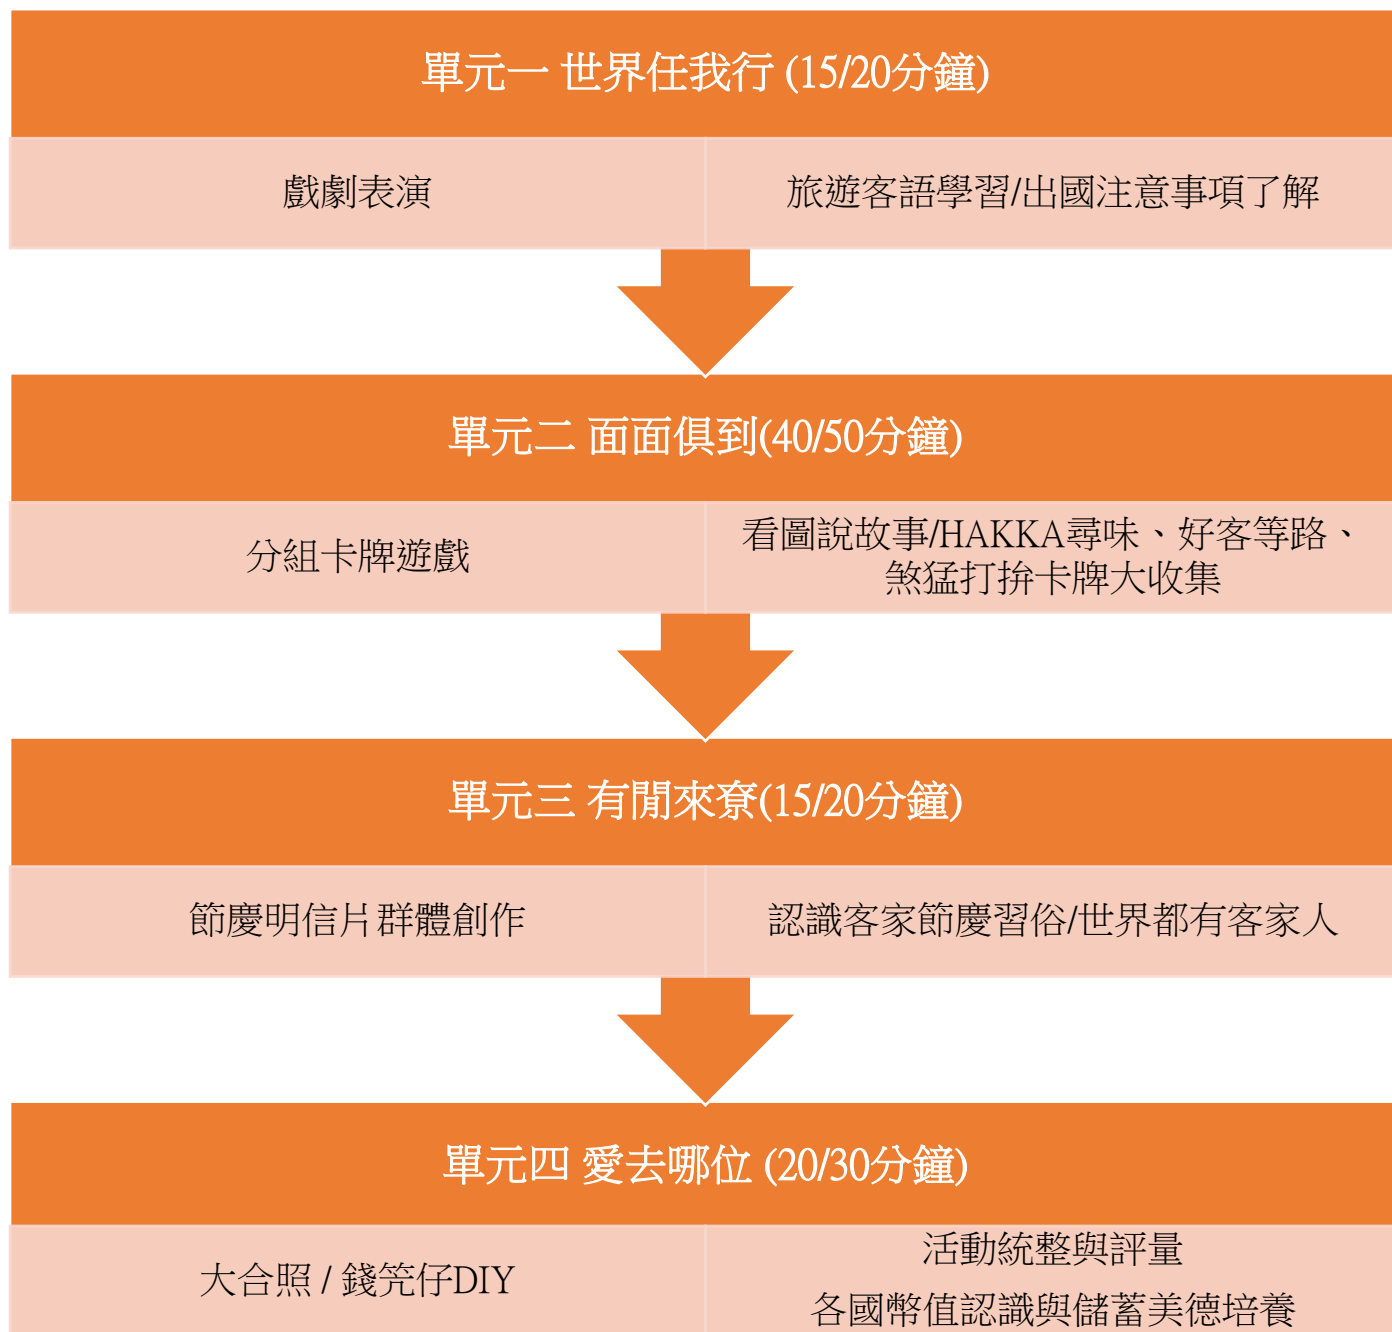 單元一 世界任我行 (15/20分鐘)
戲劇表演
旅遊客語學習/出國注意事項了解
單元二 面面俱到(40/50分鐘)
分組卡牌遊戲
看圖說故事/HAKKA尋味、好客等路、
煞猛打拚卡牌大收集
單元三 有閒來尞(15/20分鐘)
節慶明信片群體創作
認識客家節慶習俗/世界都有客家人
單元四 愛去哪位 (20/30分鐘)
大合照 / 錢筅仔DIY
活動統整與評量
各國幣值認識與儲蓄美德培養